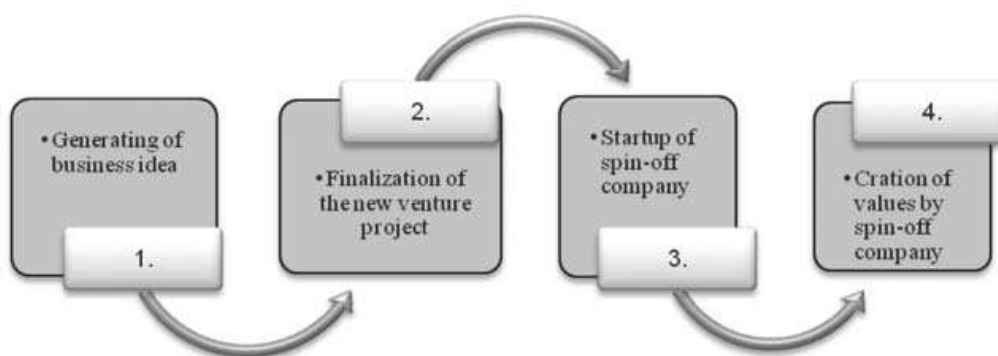 • Generating of
business idea
1.
2.
• Finalization of
the new venture
project
• Startup of
spin-off
company
3.
4.
• Cration of
values by
spin-off
company